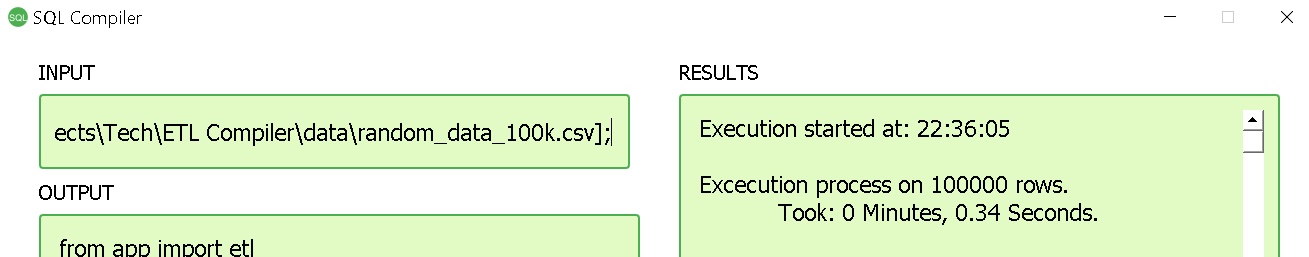 SQL SQL Compiler
INPUT
ects\Tech\ETL Compiler\data\random_data_100k.csv];
OUTPUT
from app import etl
RESULTS
Execution started at: 22:36:05
Excecution process on 100000 rows.
Took: 0 Minutes, 0.34 Seconds.